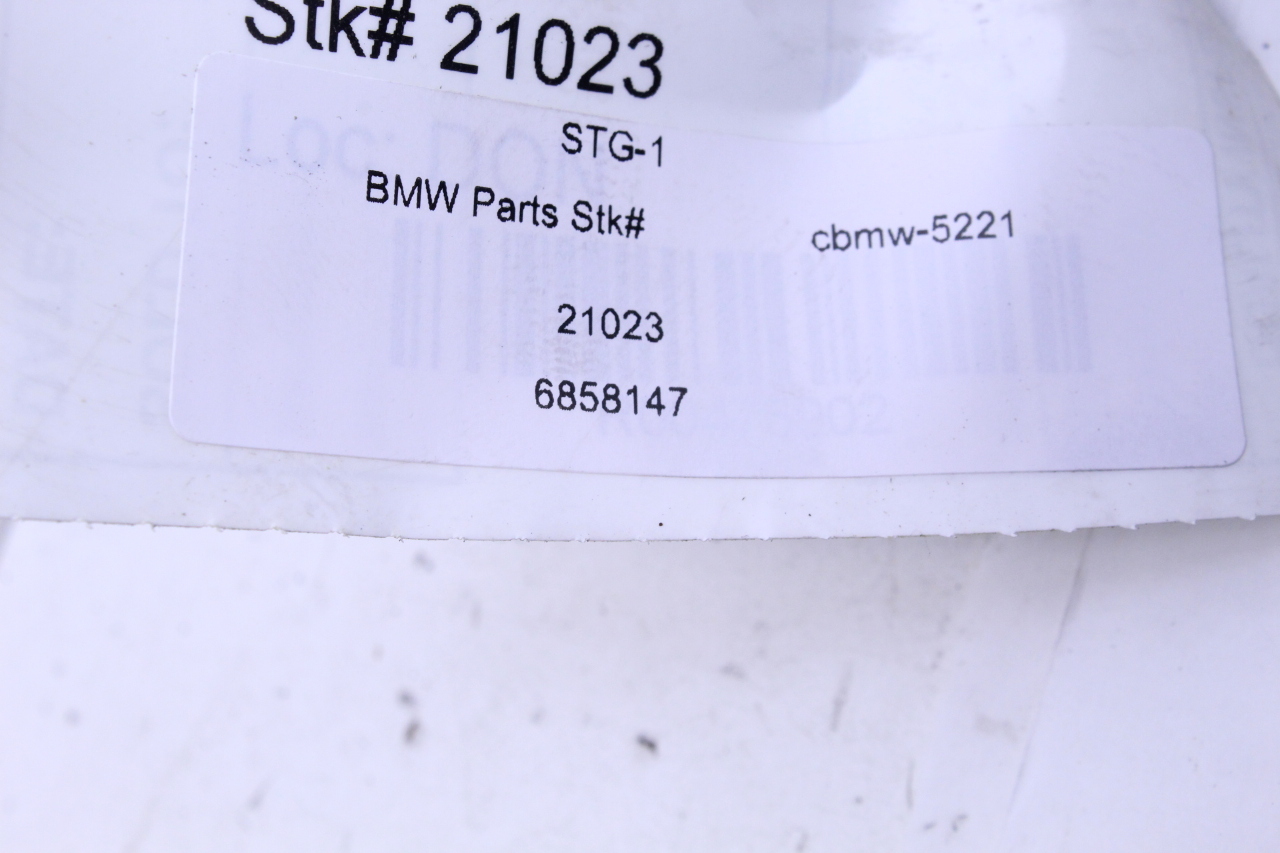 Stk# 21023
STG-1
BMW Parts Stk#
cbmw-5221
21023
6858147